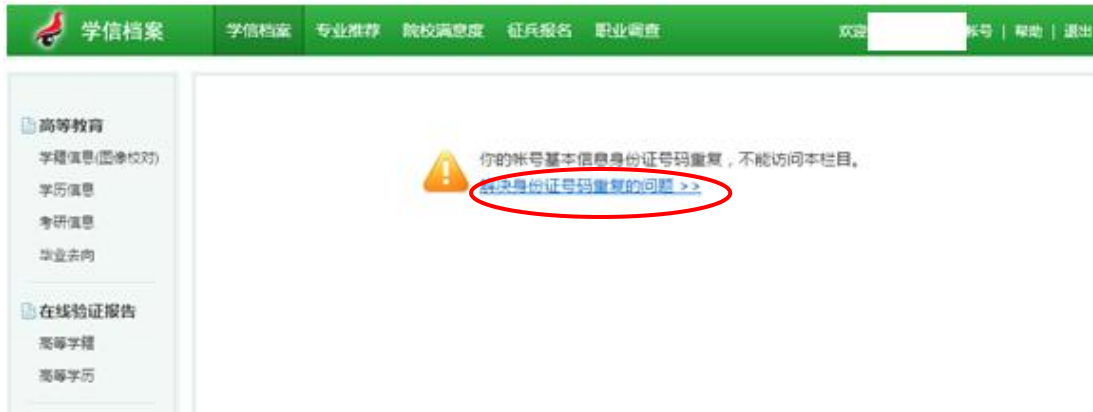 学信档案
学信档案 专业推荐 院校满意度 征兵报名 职业调查 欢迎 帐号 | 帮助 | 退出
高等教育
学籍信息(图像校对)
学历信息
考研信息
毕业去向
在线验证报告
高等学籍
高等学历
你的帐号基本信息身份证号码重复，不能访问本栏目。
解决身份证号码重复的问题 >>